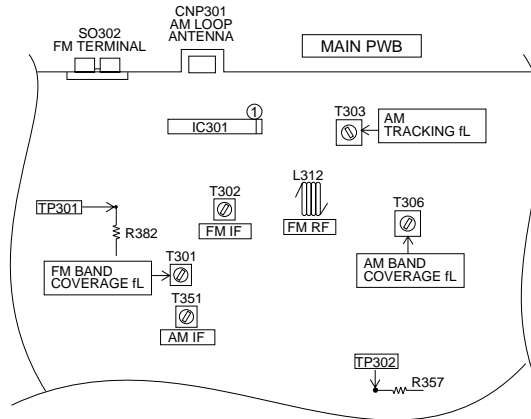 CNP301
AM LOOP
ANTENNA
SO302
FM TERMINAL
MAIN PWB
1
IC301
T303
AM
TRACKING fL
L312
T302
T306
TP301
R382
FM IF
FM RF
T301
FM BAND
COVERAGE fL
AM BAND
COVERAGE fL
T351
AM IF
TP302
R357